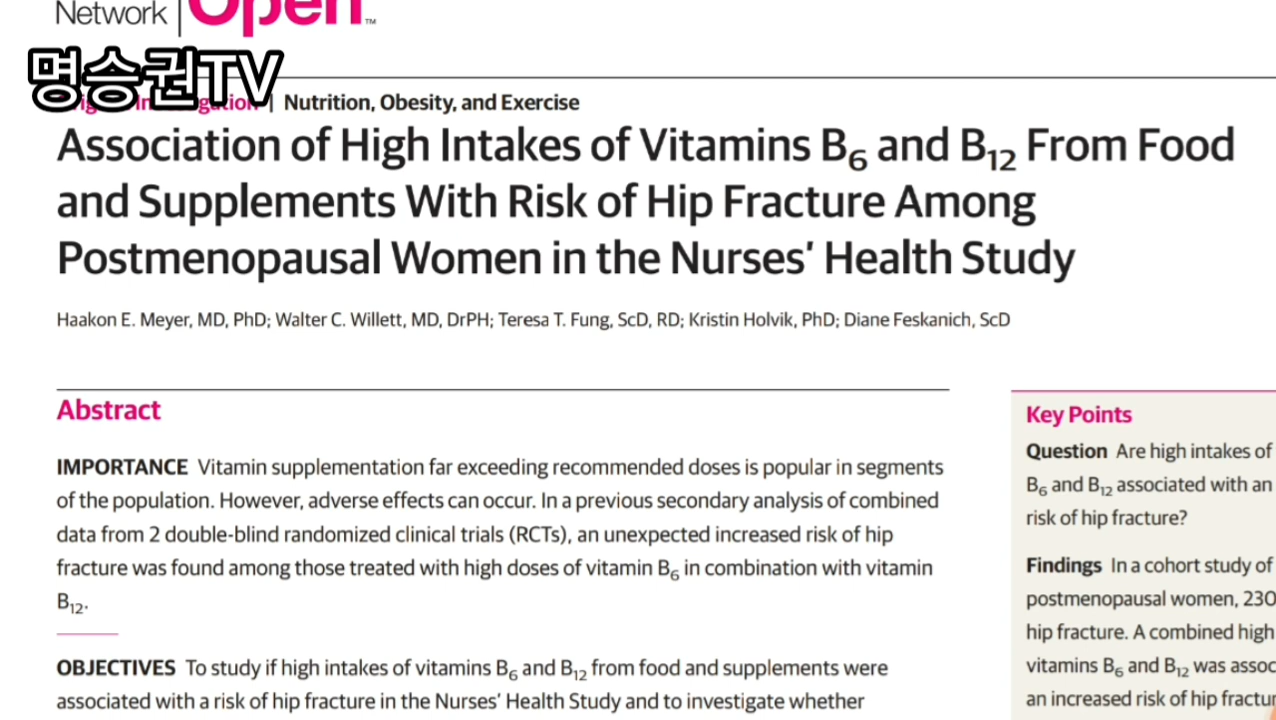 Network | Open™
명승권TV
| Nutrition, Obesity, and Exercise
Association of High Intakes of Vitamins B6 and B12 From Food
and Supplements With Risk of Hip Fracture Among
Postmenopausal Women in the Nurses’ Health Study
Haakon E. Meyer, MD, PhD; Walter C. Willett, MD, DrPH; Teresa T. Fung, ScD, RD; Kristin Holvik, PhD; Diane Feskanich, ScD
Abstract
IMPORTANCE Vitamin supplementation far exceeding recommended doses is popular in segments
of the population. However, adverse effects can occur. In a previous secondary analysis of combined
data from 2 double-blind randomized clinical trials (RCTs), an unexpected increased risk of hip
fracture was found among those treated with high doses of vitamin B6 in combination with vitamin
B12.
OBJECTIVES To study if high intakes of vitamins B6 and B12 from food and supplements were
associated with a risk of hip fracture in the Nurses’ Health Study and to investigate whether
Key Points
Question Are high intakes of
B6 and B12 associated with an
risk of hip fracture?
Findings In a cohort study of
postmenopausal women, 230
hip fracture. A combined high
vitamins B6 and B12 was assoc
an increased risk of hip fractur